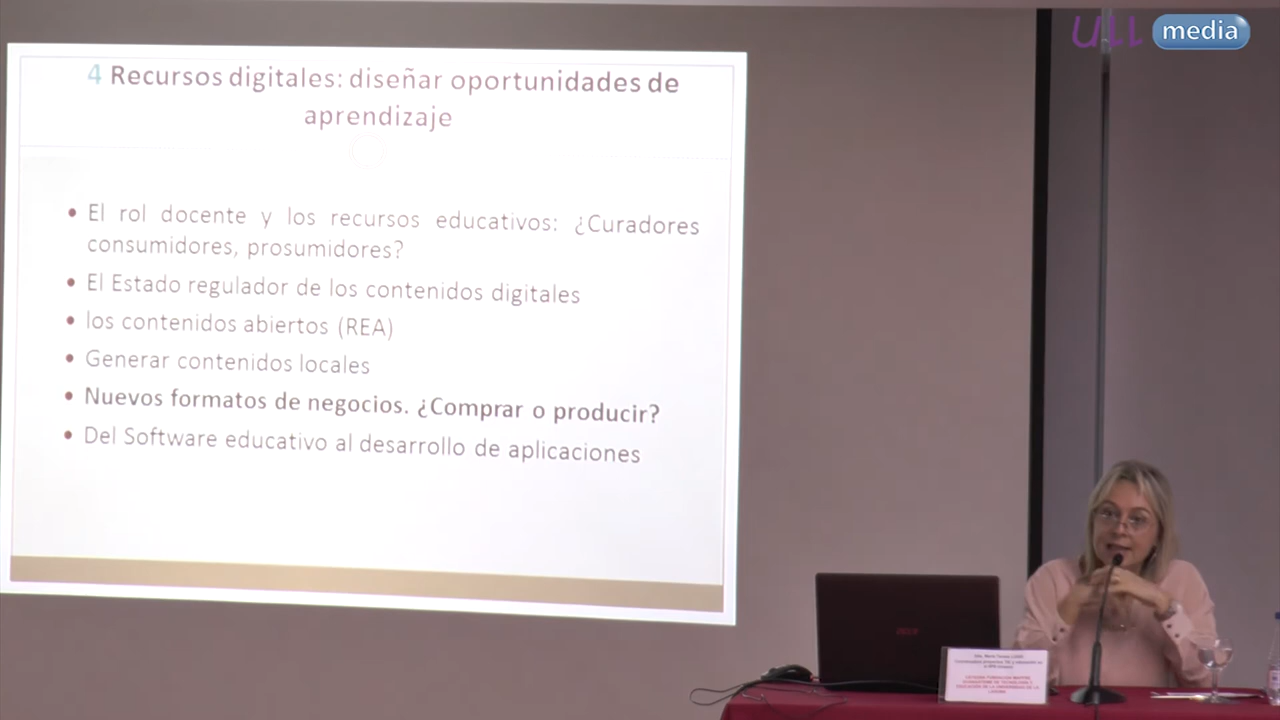 ull media
4 Recursos digitales: diseñar oportunidades de
aprendizaje
• El rol docente y los recursos educativos: ¿Curadores
consumidores, prosumidores?
• El Estado regulador de los contenidos digitales
• los contenidos abiertos (REA)
• Generar contenidos locales
• Nuevos formatos de negocios. ¿Comprar o producir?
• Del Software educativo al desarrollo de aplicaciones
acer